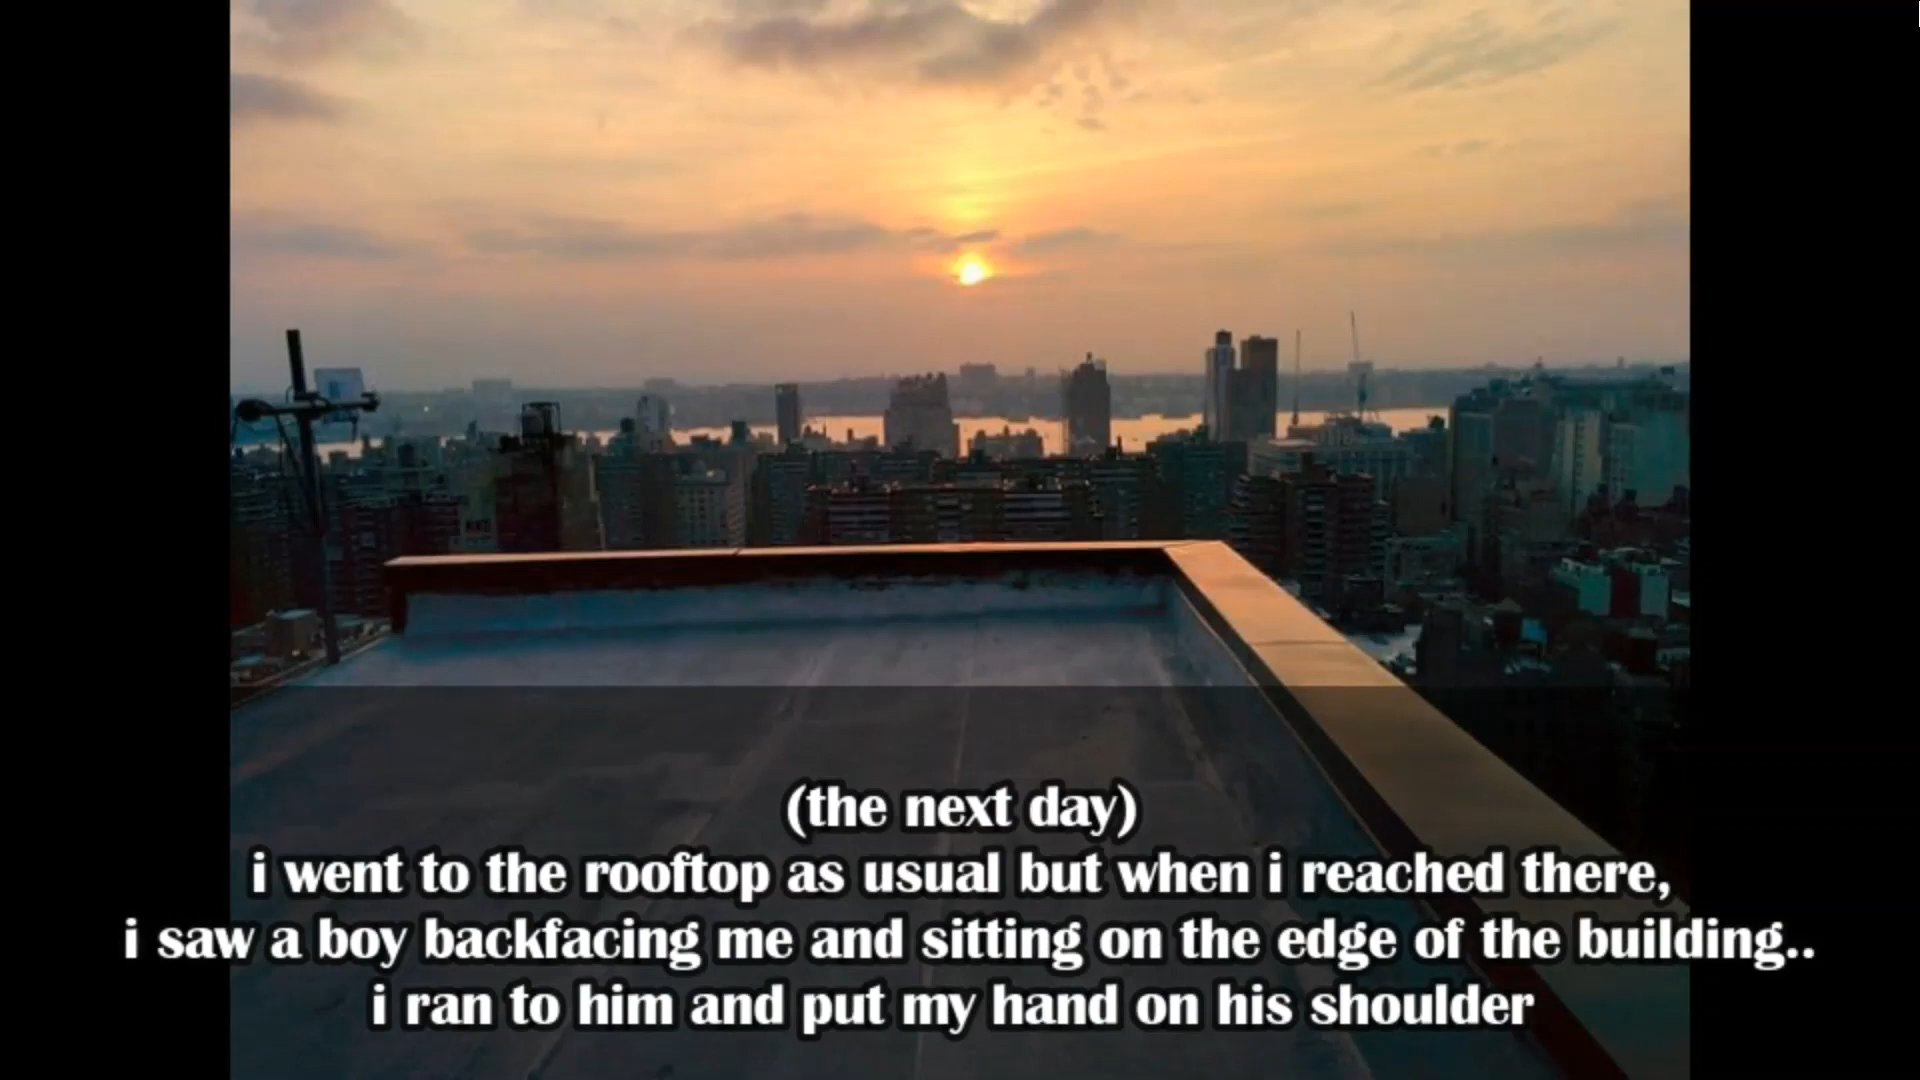 (the next day)
i went to the rooftop as usual but when i reached there,
i saw a boy backfacing me and sitting on the edge of the building..
i ran to him and put my hand on his shoulder